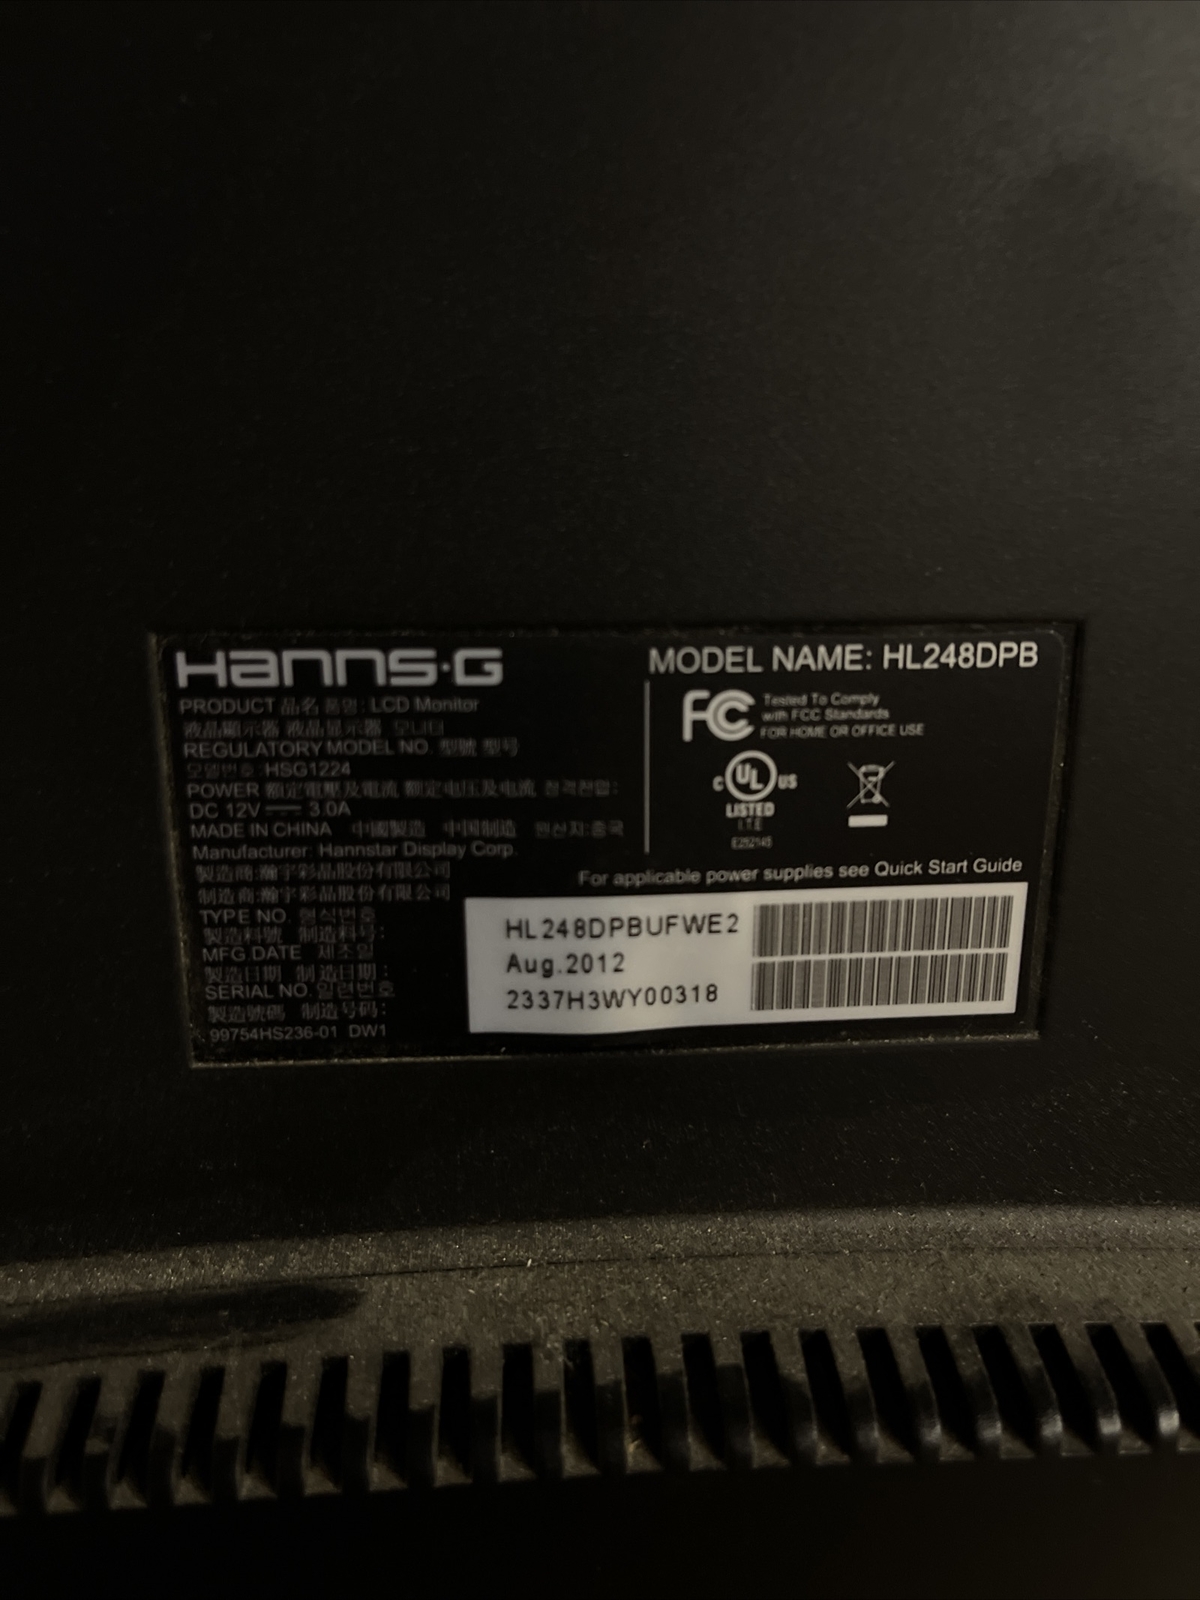 HANNS·G
PRODUCT 品名 품명: LCD Monitor
液晶顯示器 液晶显示器 모니터
REGULATORY MODEL NO. 型號 型号
모델번호: HSG1224
POWER 額定電壓及電流 额定电压及电流 정격전압:
DC 12V ⎓ 3.0A
MADE IN CHINA 中國製造 中国制造 원산지:중국
Manufacturer: Hannstar Display Corp.
製造商:瀚宇彩晶股份有限公司
制造商:瀚宇彩晶股份有限公司
TYPE NO. 형식번호
製造料號 制造料号:
MFG.DATE 제조일
製造日期 制造日期:
SERIAL NO. 일련번호
製造號碼 制造号码:
99754HS236-01 DW1
MODEL NAME: HL248DPB
FC
Tested To Comply
with FCC Standards
FOR HOME OR OFFICE USE
C UL US
LISTED
I.T.E
E252145
For applicable power supplies see Quick Start Guide
HL248DPBUFWE2
Aug.2012
2337H3WY00318